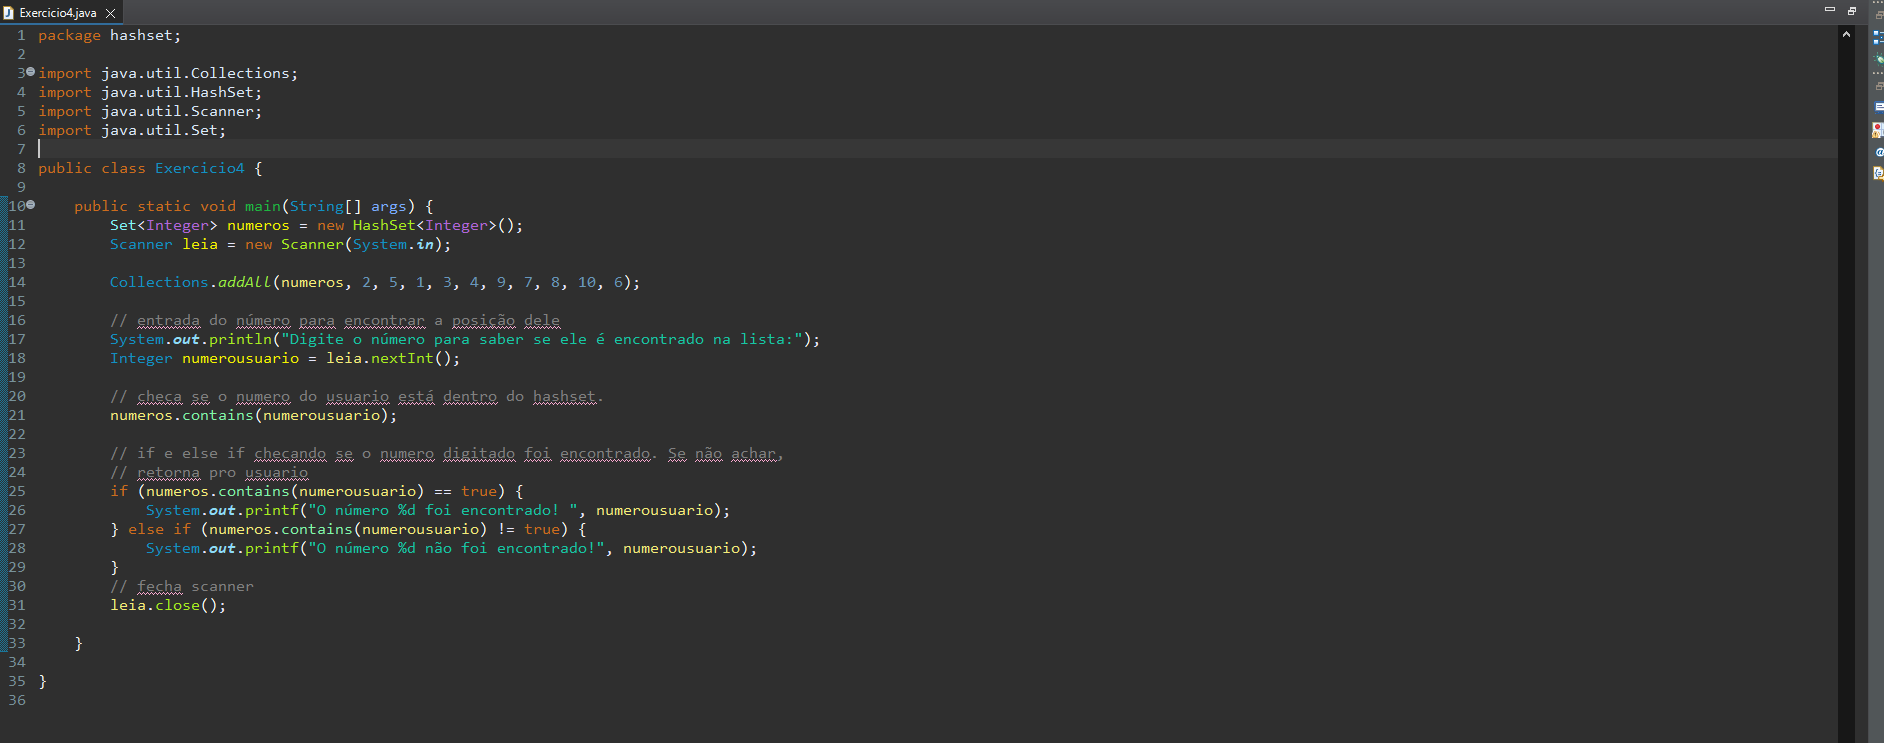 Exercicio4.java
1 package hashset;
2
3 import java.util.Collections;
4 import java.util.HashSet;
5 import java.util.Scanner;
6 import java.util.Set;
7
8 public class Exercicio4 {
9
10     public static void main(String[] args) {
11         Set<Integer> numeros = new HashSet<Integer>();
12         Scanner leia = new Scanner(System.in);
13
14         Collections.addAll(numeros, 2, 5, 1, 3, 4, 9, 7, 8, 10, 6);
15
16         // entrada do número para encontrar a posição dele
17         System.out.println("Digite o número para saber se ele é encontrado na lista:");
18         Integer numerousuario = leia.nextInt();
19
20         // checa se o numero do usuario está dentro do hashset.
21         numeros.contains(numerousuario);
22
23         // if e else if checando se o numero digitado foi encontrado. Se não achar,
24         // retorna pro usuario
25         if (numeros.contains(numerousuario) == true) {
26             System.out.printf("O número %d foi encontrado! ", numerousuario);
27         } else if (numeros.contains(numerousuario) != true) {
28             System.out.printf("O número %d não foi encontrado!", numerousuario);
29         }
30         // fecha scanner
31         leia.close();
32
33     }
34
35 }
36